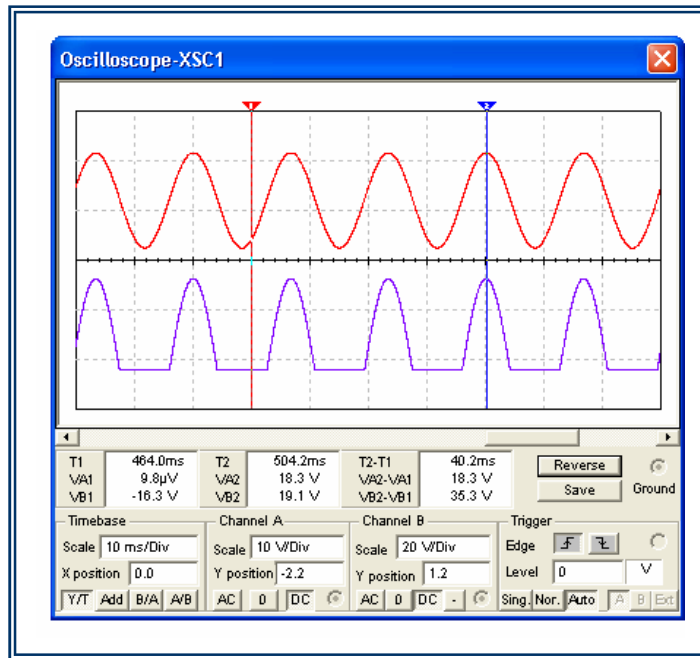 Oscilloscope-XSC1
1 2
T1 464.0ms T2 504.2ms T2-T1 40.2ms Reverse
VA1 9.8µV VA2 18.3 V VA2-VA1 18.3 V
VB1 -16.3 V VB2 19.1 V VB2-VB1 35.3 V Save Ground
Timebase Channel A Channel B Trigger
Scale 10 ms/Div Scale 10 V/Div Scale 20 V/Div Edge
X position 0.0 Y position -2.2 Y position 1.2 Level 0 V
Y/T Add B/A A/B AC 0 DC AC 0 DC - Sing. Nor. Auto A B Ext